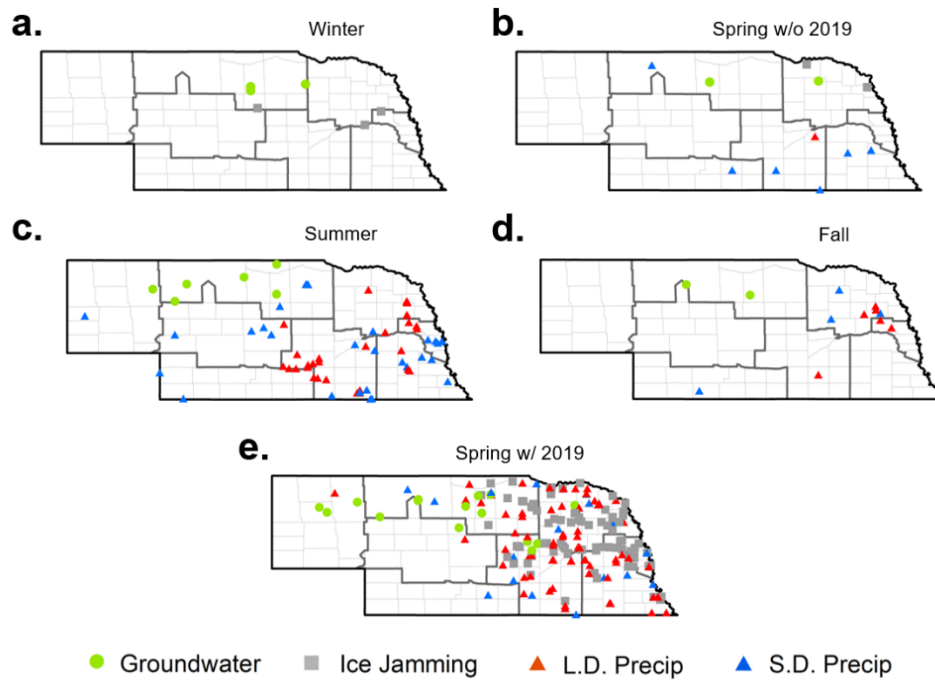 a. Winter
b. Spring w/o 2019
c. Summer
d. Fall
e. Spring w/ 2019
Groundwater Ice Jamming L.D. Precip S.D. Precip